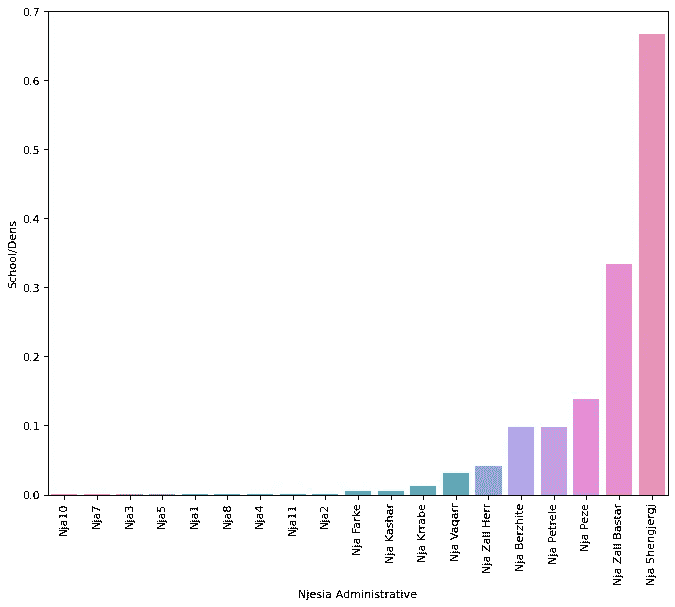 0.7
0.6
0.5
0.4
0.3
0.2
0.1
0.0
School/Dens
Nja10
Nja7
Nja3
Nja5
Nja1
Nja8
Nja4
Nja11
Nja2
Nja Farke
Nja Kashar
Nja Krrabe
Nja Vaqarr
Nja Zall Herr
Nja Berzhite
Nja Petrele
Nja Peze
Nja Zall Bastar
Nja Shengjergj
Njesia Administrative